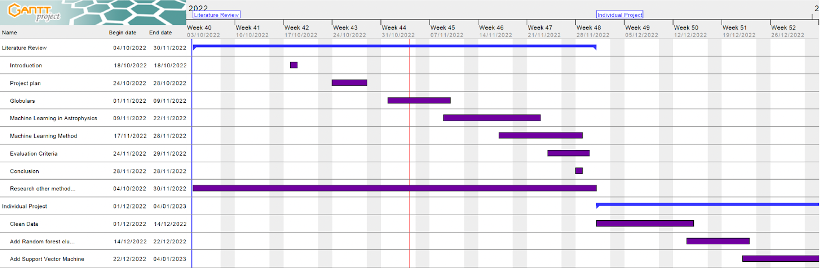 GANTT
project
2022
Literature Review
Individual Project
Week 40 Week 41 Week 42 Week 43 Week 44 Week 45 Week 46 Week 47 Week 48 Week 49 Week 50 Week 51 Week 52
Name Begin date End date 03/10/2022 10/10/2022 17/10/2022 24/10/2022 31/10/2022 07/11/2022 14/11/2022 21/11/2022 28/11/2022 05/12/2022 12/12/2022 19/12/2022 26/12/2022
Literature Review 04/10/2022 30/11/2022
Introduction 18/10/2022 18/10/2022
Project plan 24/10/2022 28/10/2022
Globulars 01/11/2022 09/11/2022
Machine Learning in Astrophysics 09/11/2022 22/11/2022
Machine Learning Method 17/11/2022 28/11/2022
Evaluation Criteria 24/11/2022 29/11/2022
Conclusion 28/11/2022 28/11/2022
Research other method... 04/10/2022 30/11/2022
Individual Project 01/12/2022 04/01/2023
Clean Data 01/12/2022 14/12/2022
Add Random forest clu... 14/12/2022 22/12/2022
Add Support Vector Machine 22/12/2022 04/01/2023